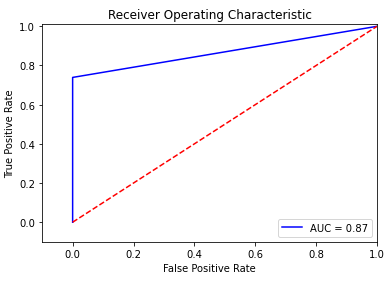 Receiver Operating Characteristic
True Positive Rate
1.0
0.8
0.6
0.4
0.2
0.0
AUC = 0.87
0.0 0.2 0.4 0.6 0.8 1.0
False Positive Rate